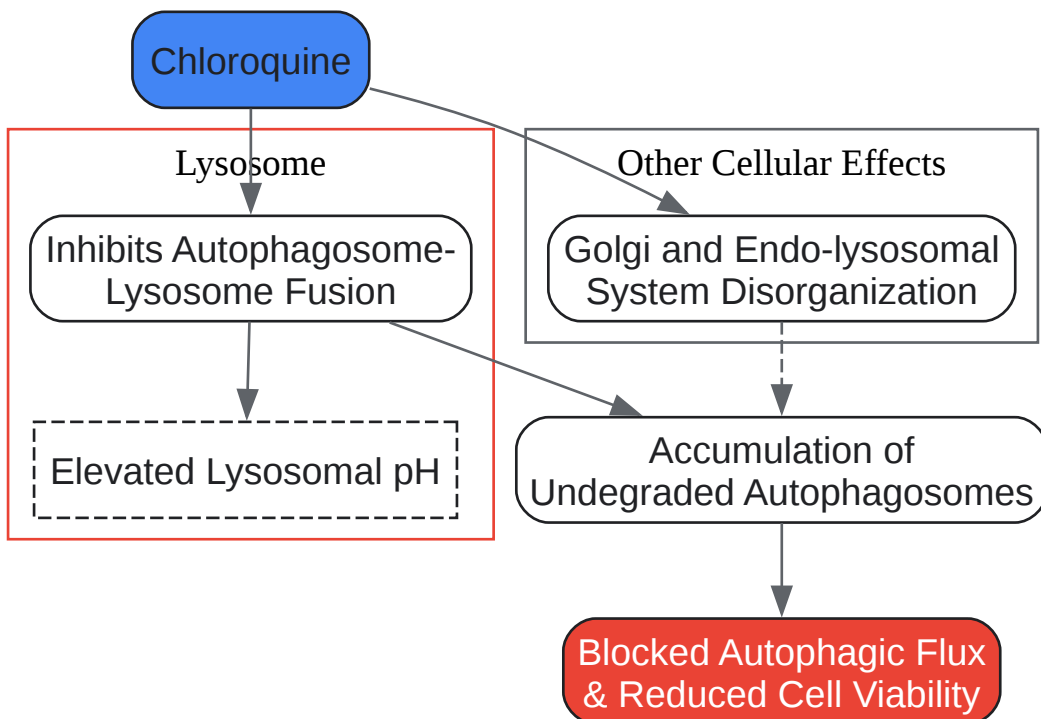 Chloroquine
Lysosome
Other Cellular Effects
Inhibits Autophagosome-
Lysosome Fusion
Golgi and Endo-lysosomal
System Disorganization
Elevated Lysosomal pH
Accumulation of
Undegraded Autophagosomes
Blocked Autophagic Flux
& Reduced Cell Viability